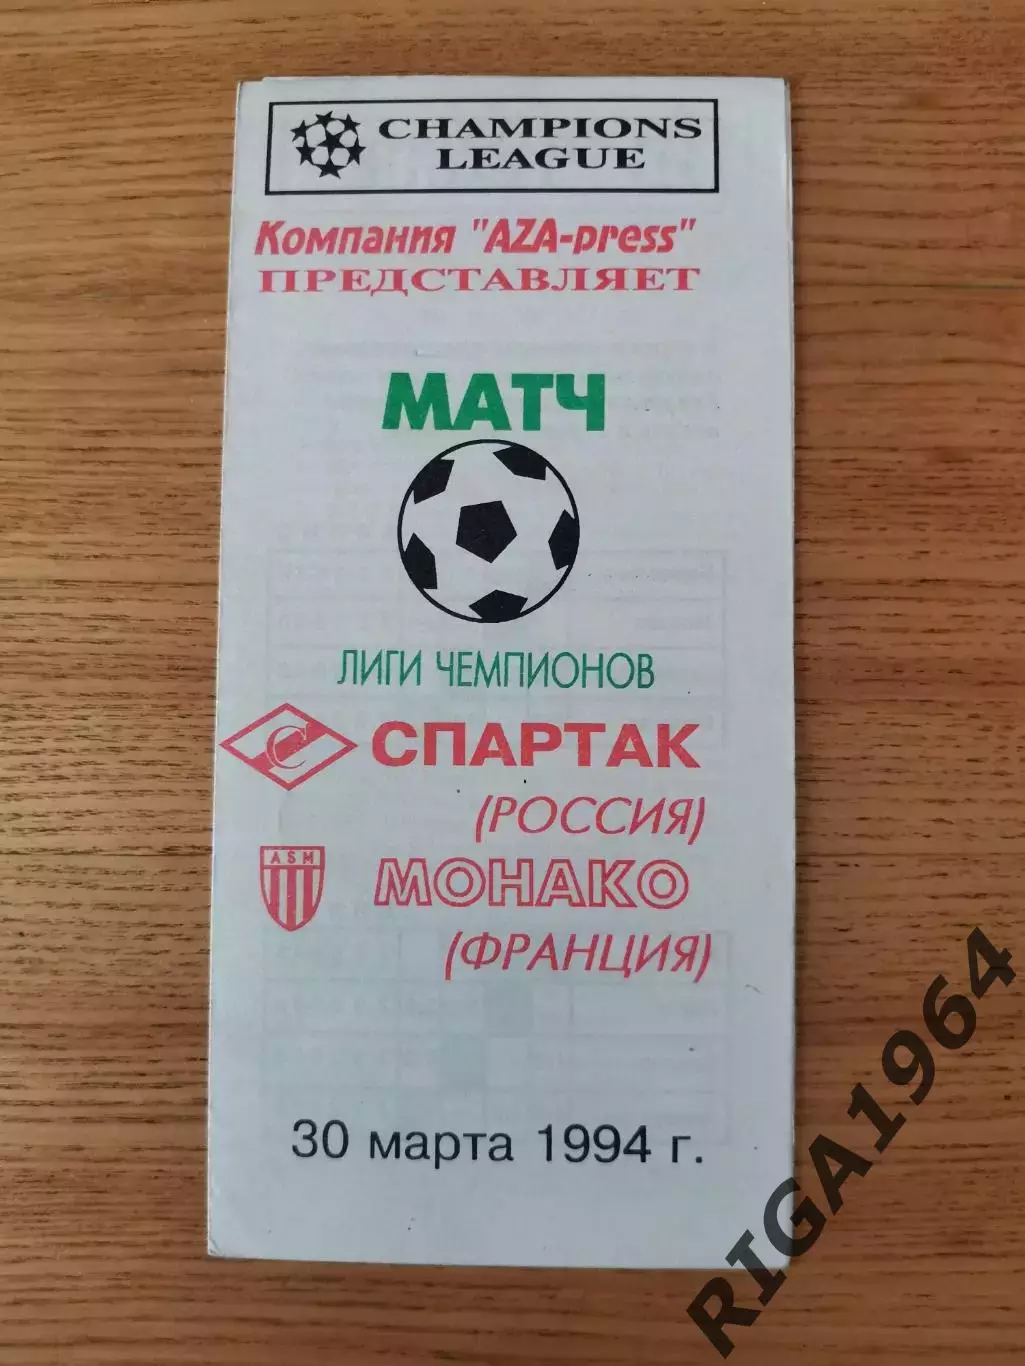 CHAMPIONS
LEAGUE
Компания "AZA-press"
ПРЕДСТАВЛЯЕТ
МАТЧ
ЛИГИ ЧЕМПИОНОВ
С СПАРТАК
(РОССИЯ)
ASM МОНАКО
(ФРАНЦИЯ)
30 марта 1994 г.
RIGA1964